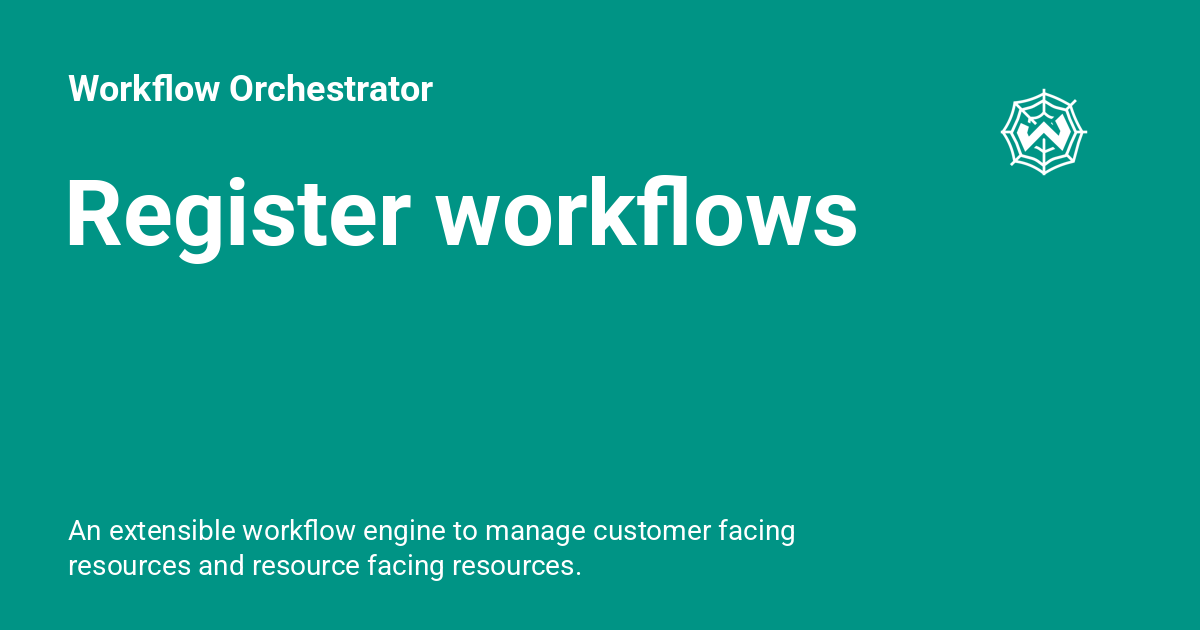 Workflow Orchestrator
Register workflows
W
An extensible workflow engine to manage customer facing
resources and resource facing resources.